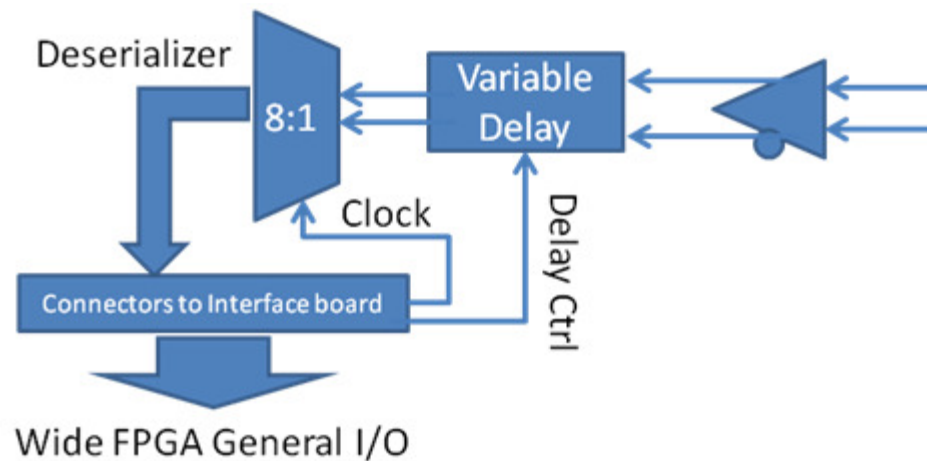 Deserializer
8:1
Variable
Delay
Clock
Delay Ctrl
Connectors to Interface board
Wide FPGA General I/O